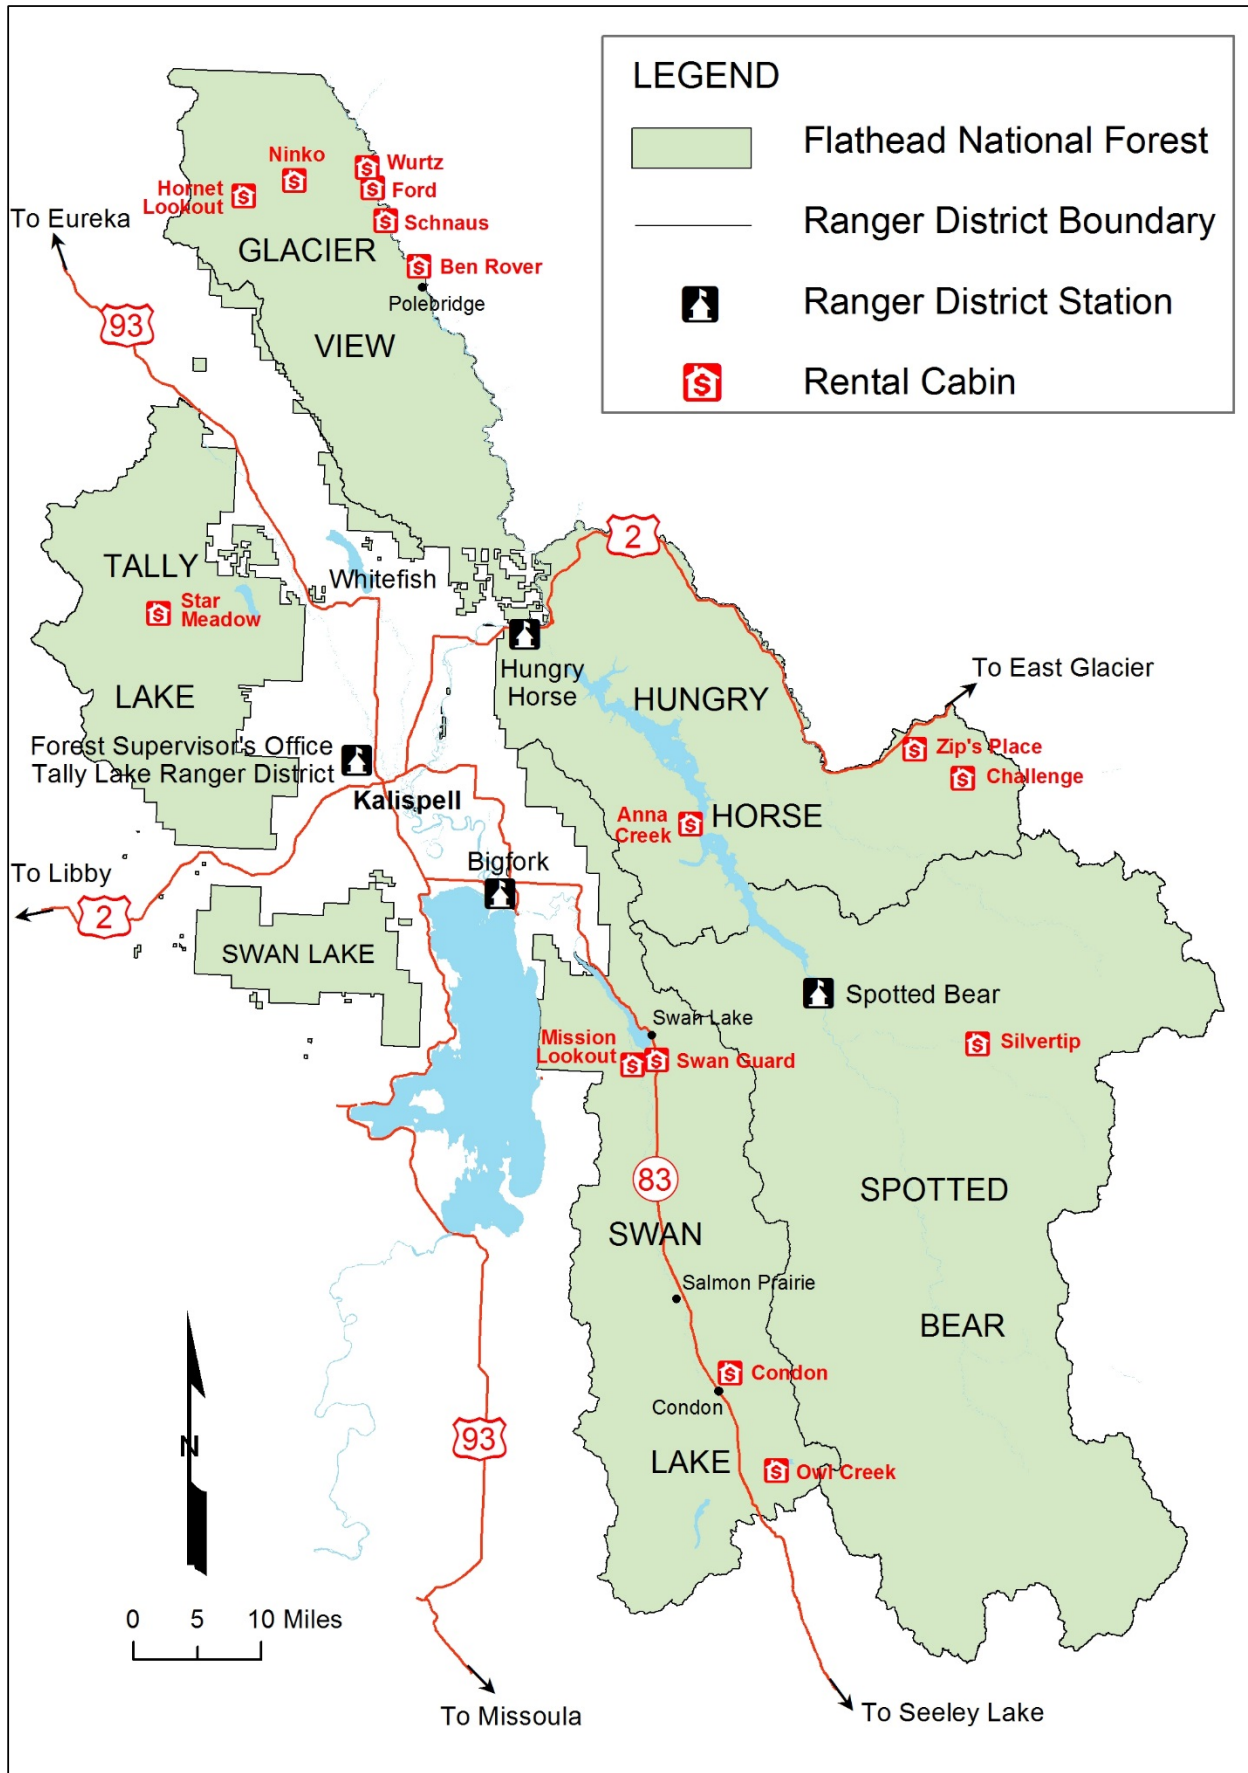 LEGEND
Flathead National Forest
Ranger District Boundary
Ranger District Station
Rental Cabin
Ninko
Wurtz
Hornet
Lookout
Ford
Schnaus
To Eureka
GLACIER
Ben Rover
Polebridge
93
VIEW
2
TALLY
Whitefish
Star
Meadow
Hungry
Horse
To East Glacier
HUNGRY
LAKE
Forest Supervisor's Office
Tally Lake Ranger District
Zip's Place
Challenge
Kalispell
Anna
Creek
HORSE
Bigfork
To Libby
2
SWAN LAKE
Spotted Bear
Swan Lake
Mission
Lookout
Swan Guard
Silvertip
83
SPOTTED
SWAN
Salmon Prairie
BEAR
Condon
Condon
93
N
LAKE
Owl Creek
0 5 10 Miles
To Missoula
To Seeley Lake